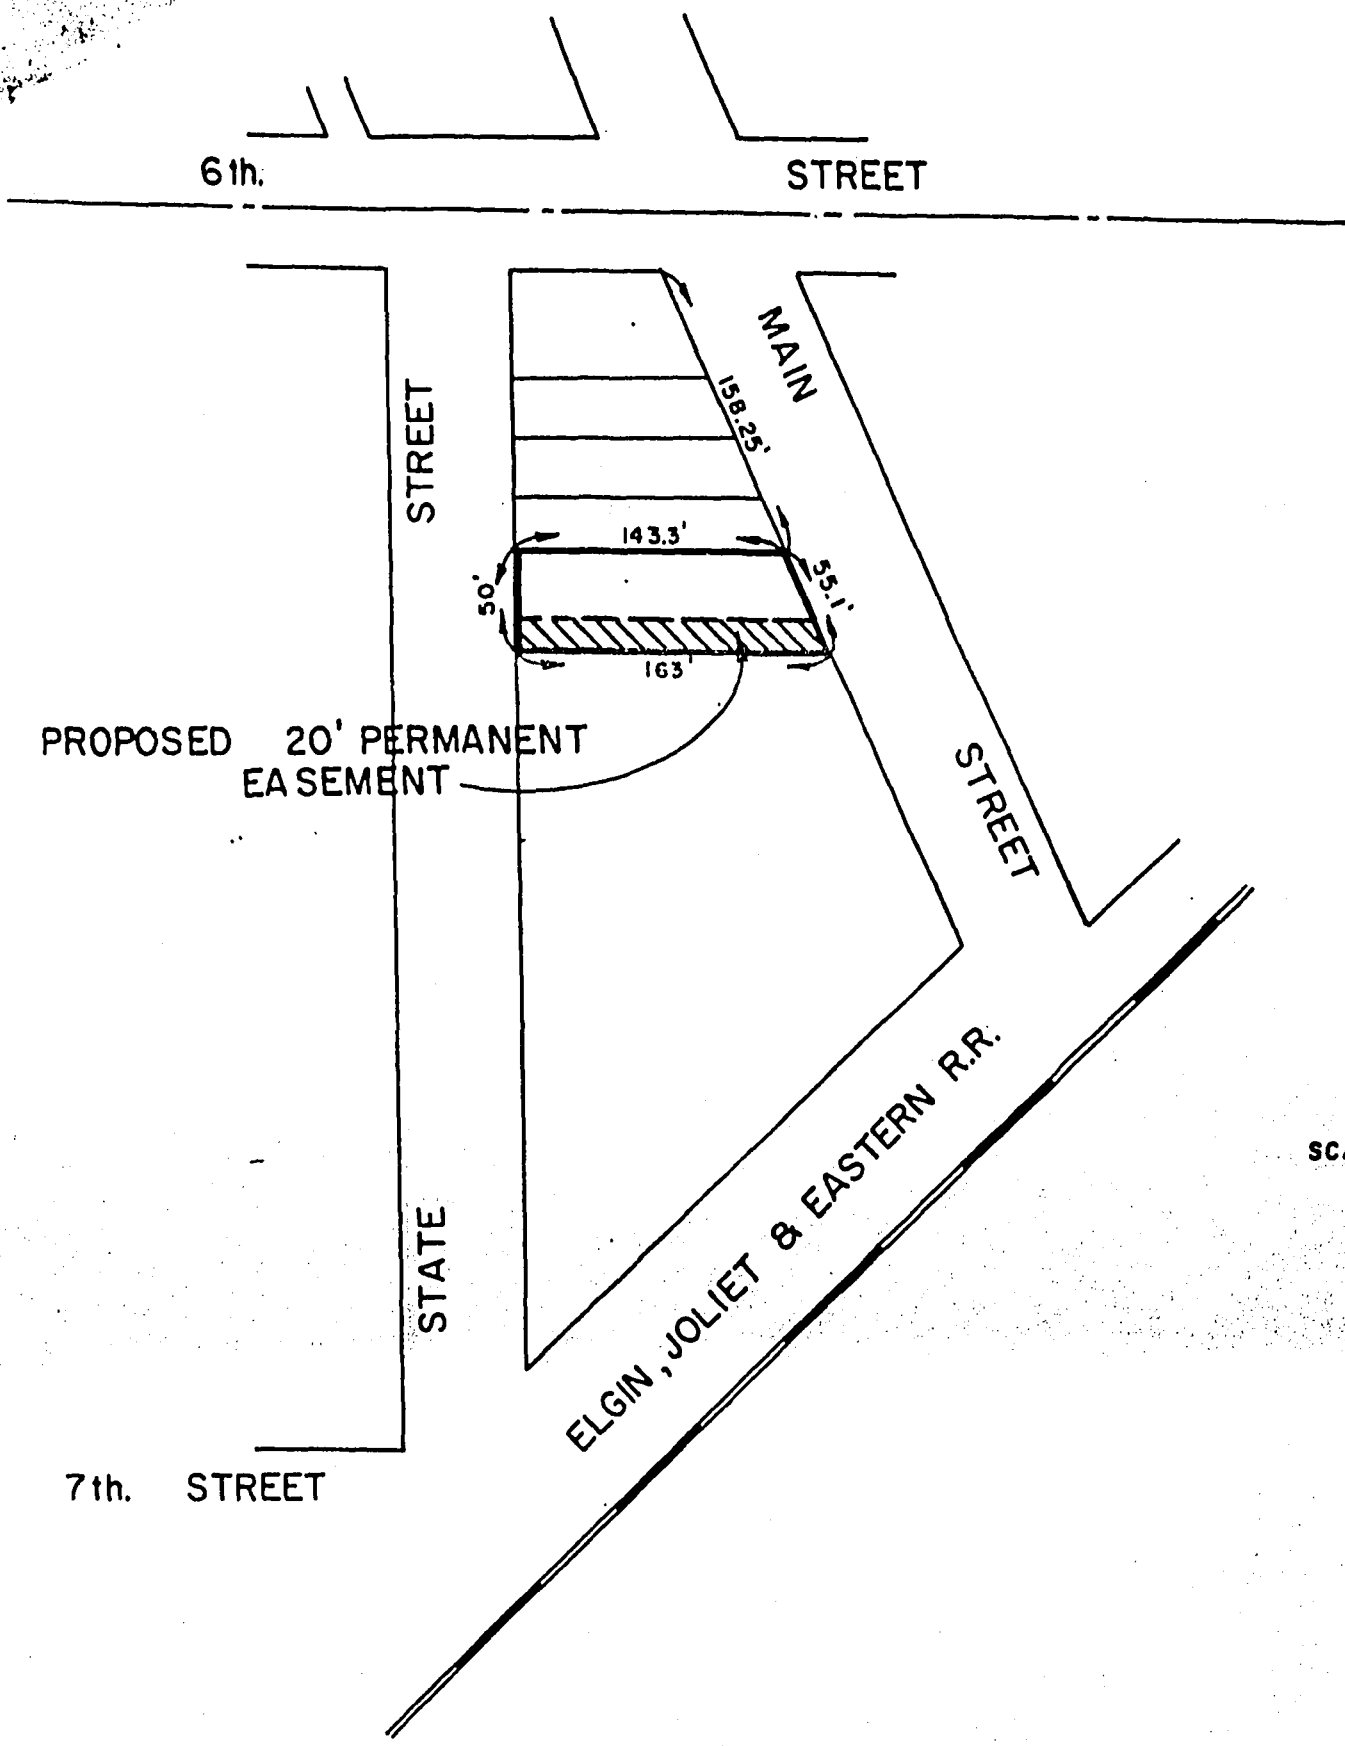 6th. STREET
MAIN
STREET
158.25'
143.3'
50'
55.1'
163'
PROPOSED 20' PERMANENT
EASEMENT
STREET
STATE
ELGIN, JOLIET & EASTERN R.R.
SC.
7th. STREET